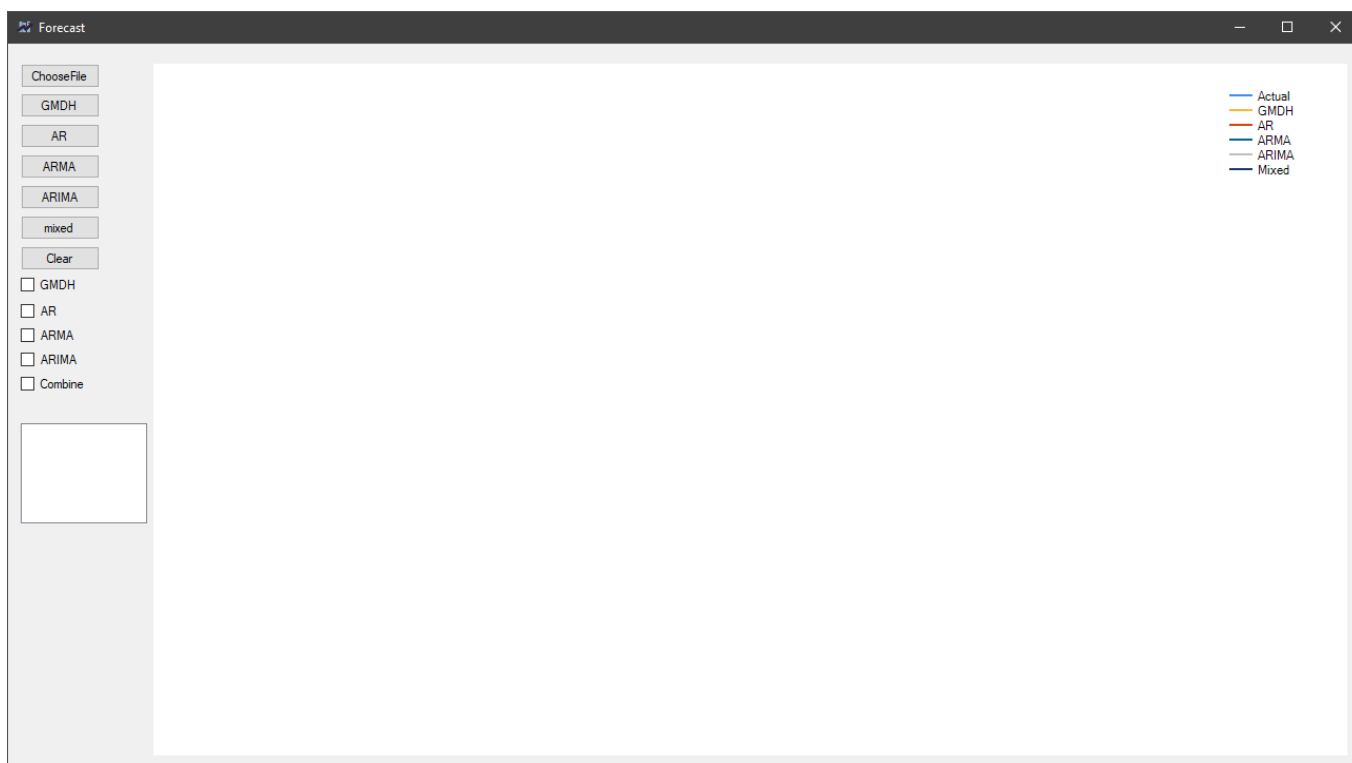 Forecast
ChooseFile
GMDH
AR
ARMA
ARIMA
mixed
Clear
GMDH
AR
ARMA
ARIMA
Combine
Actual
GMDH
AR
ARMA
ARIMA
Mixed